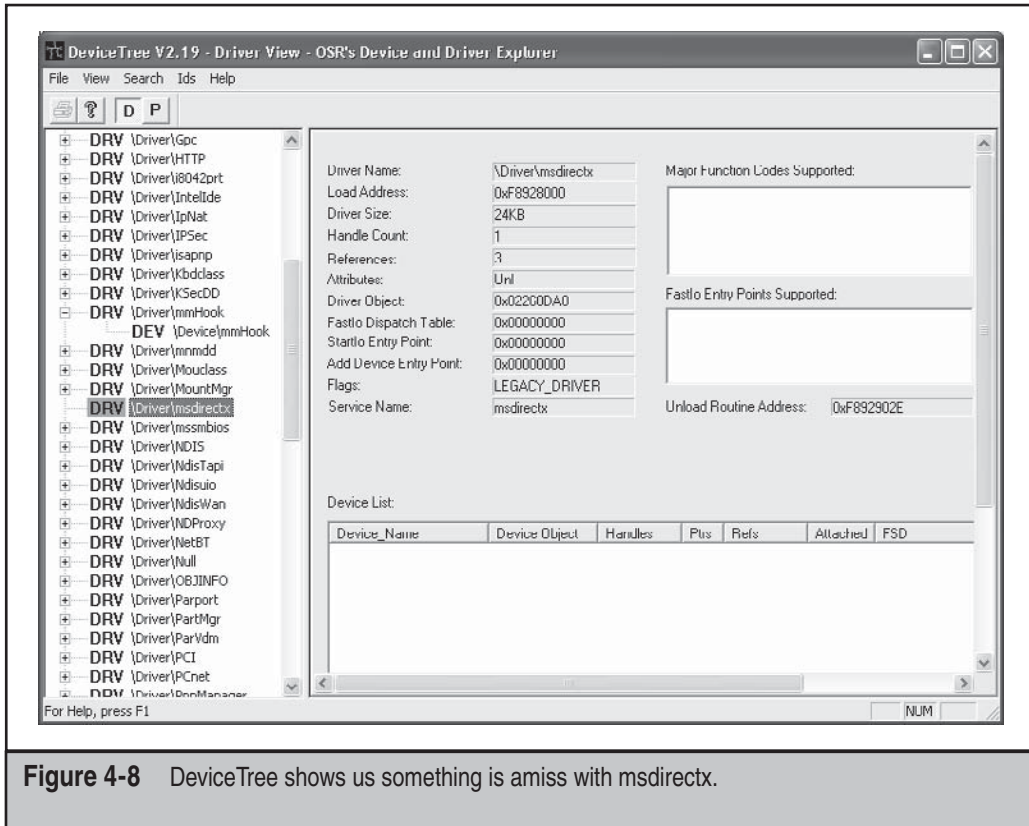 DeviceTree V2.19 - Driver View - OSR's Device and Driver Explorer
File View Search Ids Help
D P
DRV \Driver\Gpc
DRV \Driver\HTTP
DRV \Driver\i8042prt
DRV \Driver\IntelIde
DRV \Driver\IpNat
DRV \Driver\IPSec
DRV \Driver\isapnp
DRV \Driver\Kbdclass
DRV \Driver\KSecDD
DRV \Driver\mmHook
DEV \Device\mmHook
DRV \Driver\mnmdd
DRV \Driver\Mouclass
DRV \Driver\MountMgr
DRV \Driver\msdirectx
DRV \Driver\mssmbios
DRV \Driver\NDIS
DRV \Driver\NdisTapi
DRV \Driver\Ndisuio
DRV \Driver\NdisWan
DRV \Driver\NDProxy
DRV \Driver\NetBT
DRV \Driver\Null
DRV \Driver\OBJINFO
DRV \Driver\Parport
DRV \Driver\PartMgr
DRV \Driver\ParVdm
DRV \Driver\PCI
DRV \Driver\PCnet
DRV \Driver\PnpManager
Driver Name: \Driver\msdirectx
Load Address: 0xF8928000
Driver Size: 24KB
Handle Count: 1
References: 3
Attributes: Unl
Driver Object:
FastIo Dispatch Table: 0x00000000
StartIo Entry Point: 0x00000000
Add Device Entry Point: 0x00000000
Flags: LEGACY_DRIVER
Service Name: msdirectx
Major Function Codes Supported:
FastIo Entry Points Supported:
Unload Routine Address: 0xF892902E
Device List:
Device_Name Device Object Handles Ptrs Refs Attached FSD
For Help, press F1 NUM
Figure 4-8 DeviceTree shows us something is amiss with msdirectx.